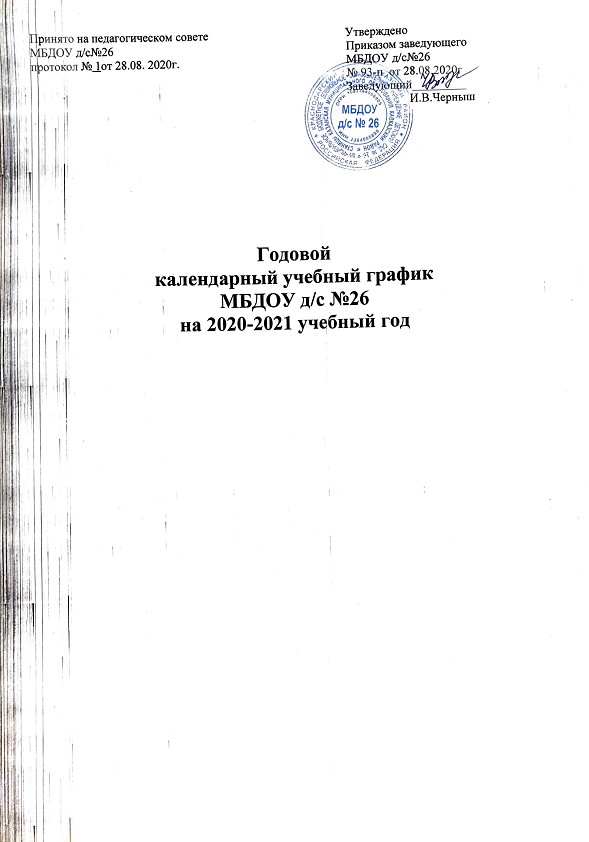 Принято на педагогическом совете
МБДОУ д/с№26
протокол № 1от 28.08. 2020г.
Утверждено
Приказом заведующего
МБДОУ д/с№26
№ 93-п от 28.08.2020г
Заведующий
И.В.Черныш
МБДОУ
д/с № 26
РОССИЙСКАЯ ФЕДЕРАЦИЯ
Годовой
календарный учебный график
МБДОУ д/с №26
на 2020-2021 учебный год